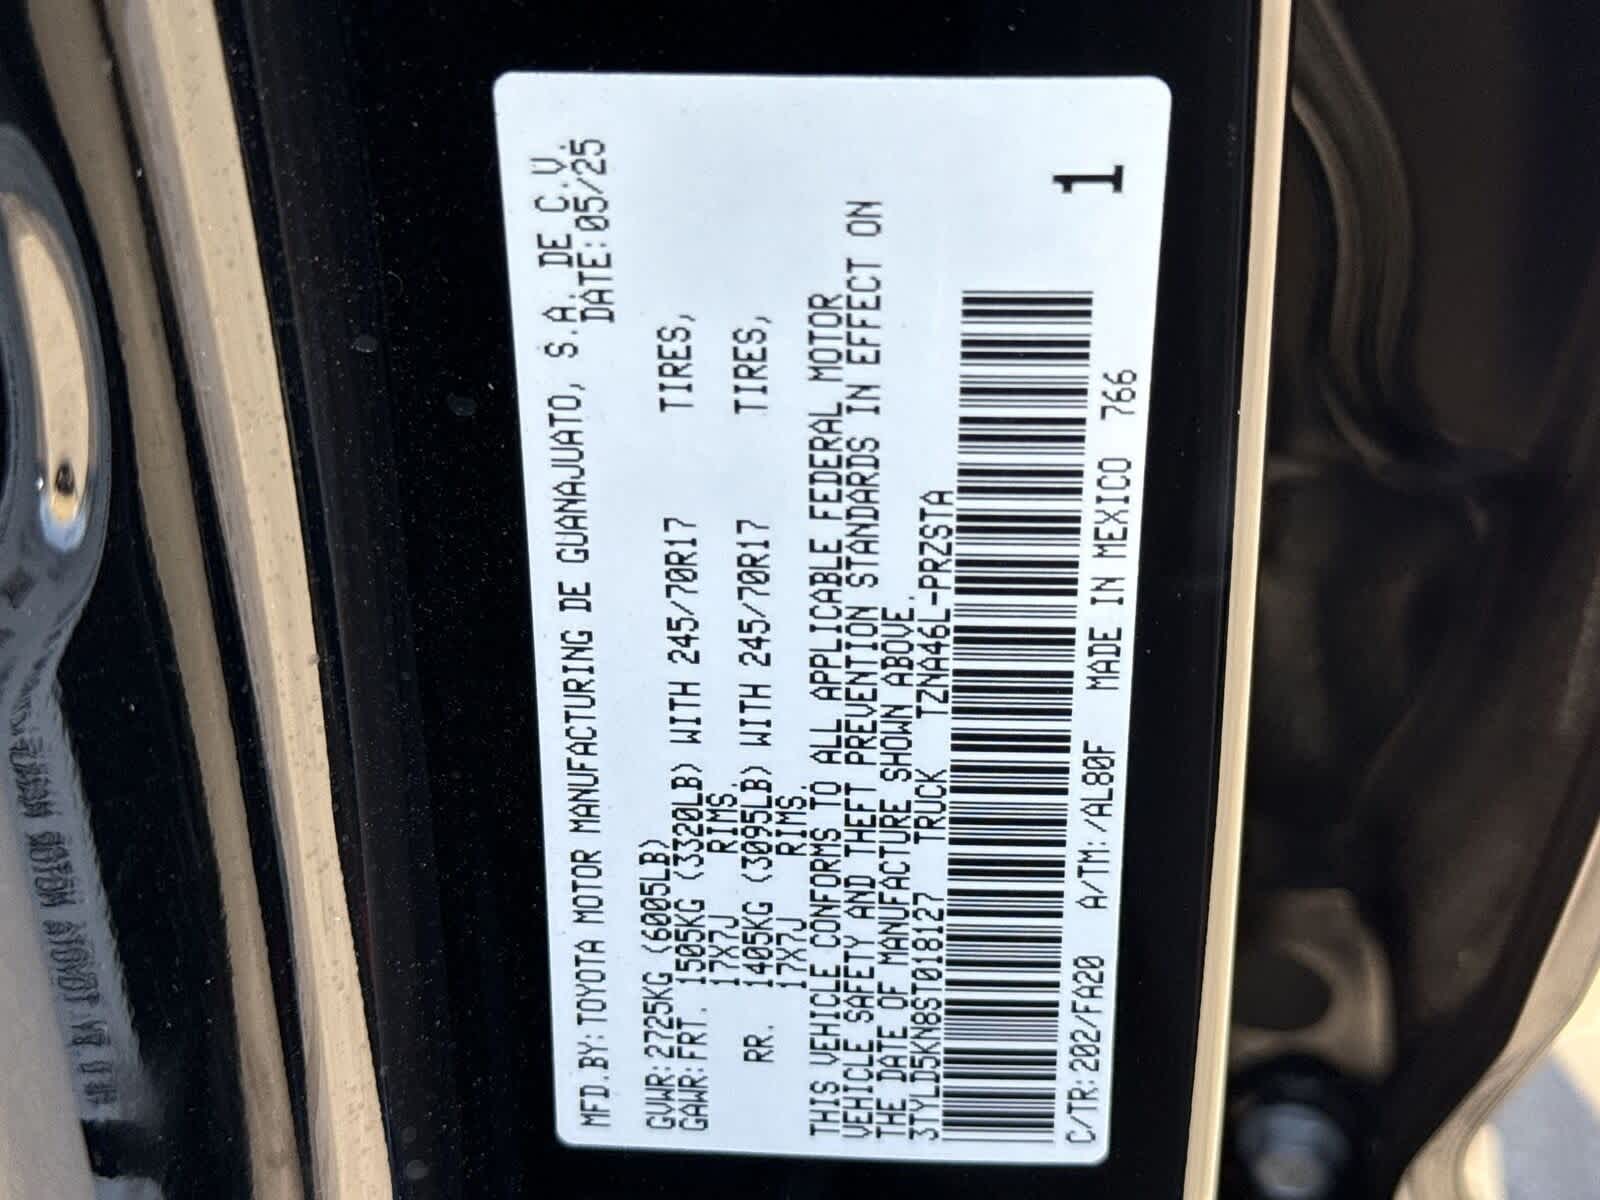 MFD.BY:TOYOTA MOTOR MANUFACTURING DE GUANAJUATO, S.A. DE C.V.
DATE:05/25
GVWR:2725KG (6005LB)
GAWR:FRT. 1505KG (3320LB) WITH 245/70R17 TIRES,
17X7J RIMS.
RR. 1405KG (3095LB) WITH 245/70R17 TIRES,
17X7J RIMS.
THIS VEHICLE CONFORMS TO ALL APPLICABLE FEDERAL MOTOR
VEHICLE SAFETY AND THEFT PREVENTION STANDARDS IN EFFECT ON
THE DATE OF MANUFACTURE SHOWN ABOVE.
3TYLD5KN8ST018127 TRUCK TZNA46L-PRZSTA
1
C/TR:202/FA20 A/TM:/AL80F MADE IN MEXICO 766